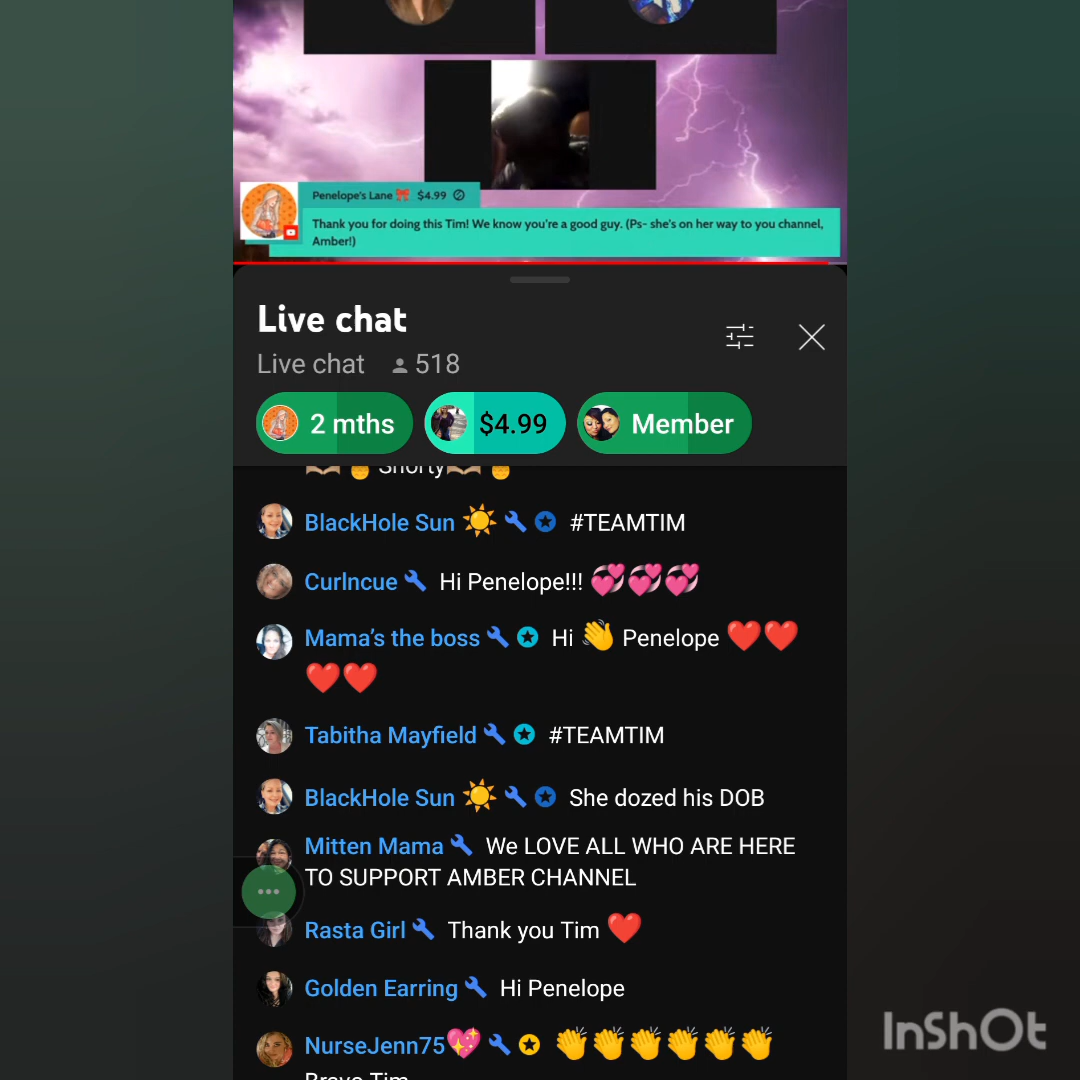 Penelope's Lane 🎀 $4.99
Thank you for doing this Tim! We know you're a good guy. (Ps- she's on her way to you channel,
Amber!)
Live chat
Live chat 518
2 mths $4.99 Member
Shorty
BlackHole Sun ☀️ #TEAMTIM
CurIncue Hi Penelope!!! 💞💞💞
Mama's the boss Hi 👋 Penelope ❤️❤️
❤️❤️
Tabitha Mayfield #TEAMTIM
BlackHole Sun ☀️ She dozed his DOB
Mitten Mama We LOVE ALL WHO ARE HERE
TO SUPPORT AMBER CHANNEL
Rasta Girl Thank you Tim ❤️
Golden Earring Hi Penelope
NurseJenn75💖 👏👏👏👏👏👏
Bravo Tim
InShOt